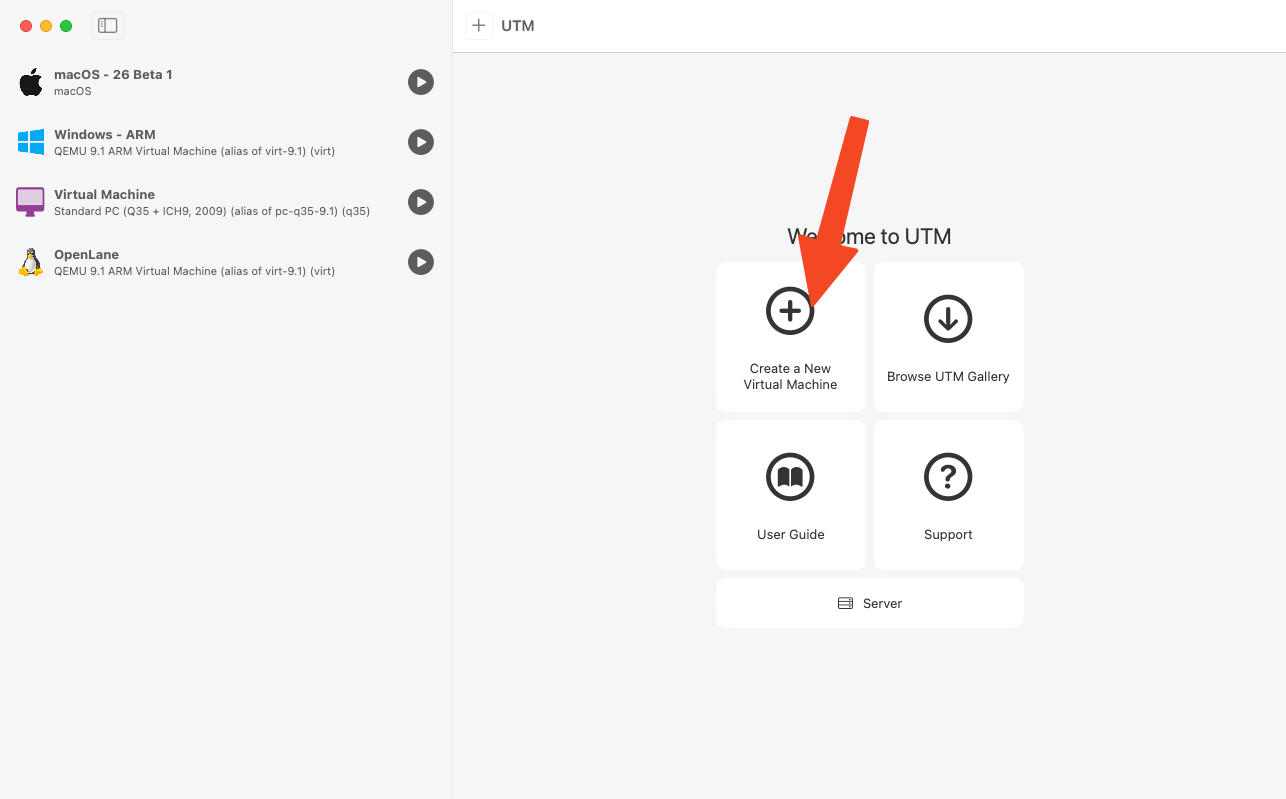 UTM
macOS - 26 Beta 1
macOS
Windows - ARM
QEMU 9.1 ARM Virtual Machine (alias of virt-9.1) (virt)
Virtual Machine
Standard PC (Q35 + ICH9, 2009) (alias of pc-q35-9.1) (q35)
OpenLane
QEMU 9.1 ARM Virtual Machine (alias of virt-9.1) (virt)
Welcome to UTM
Create a New
Virtual Machine
Browse UTM Gallery
User Guide
Support
Server